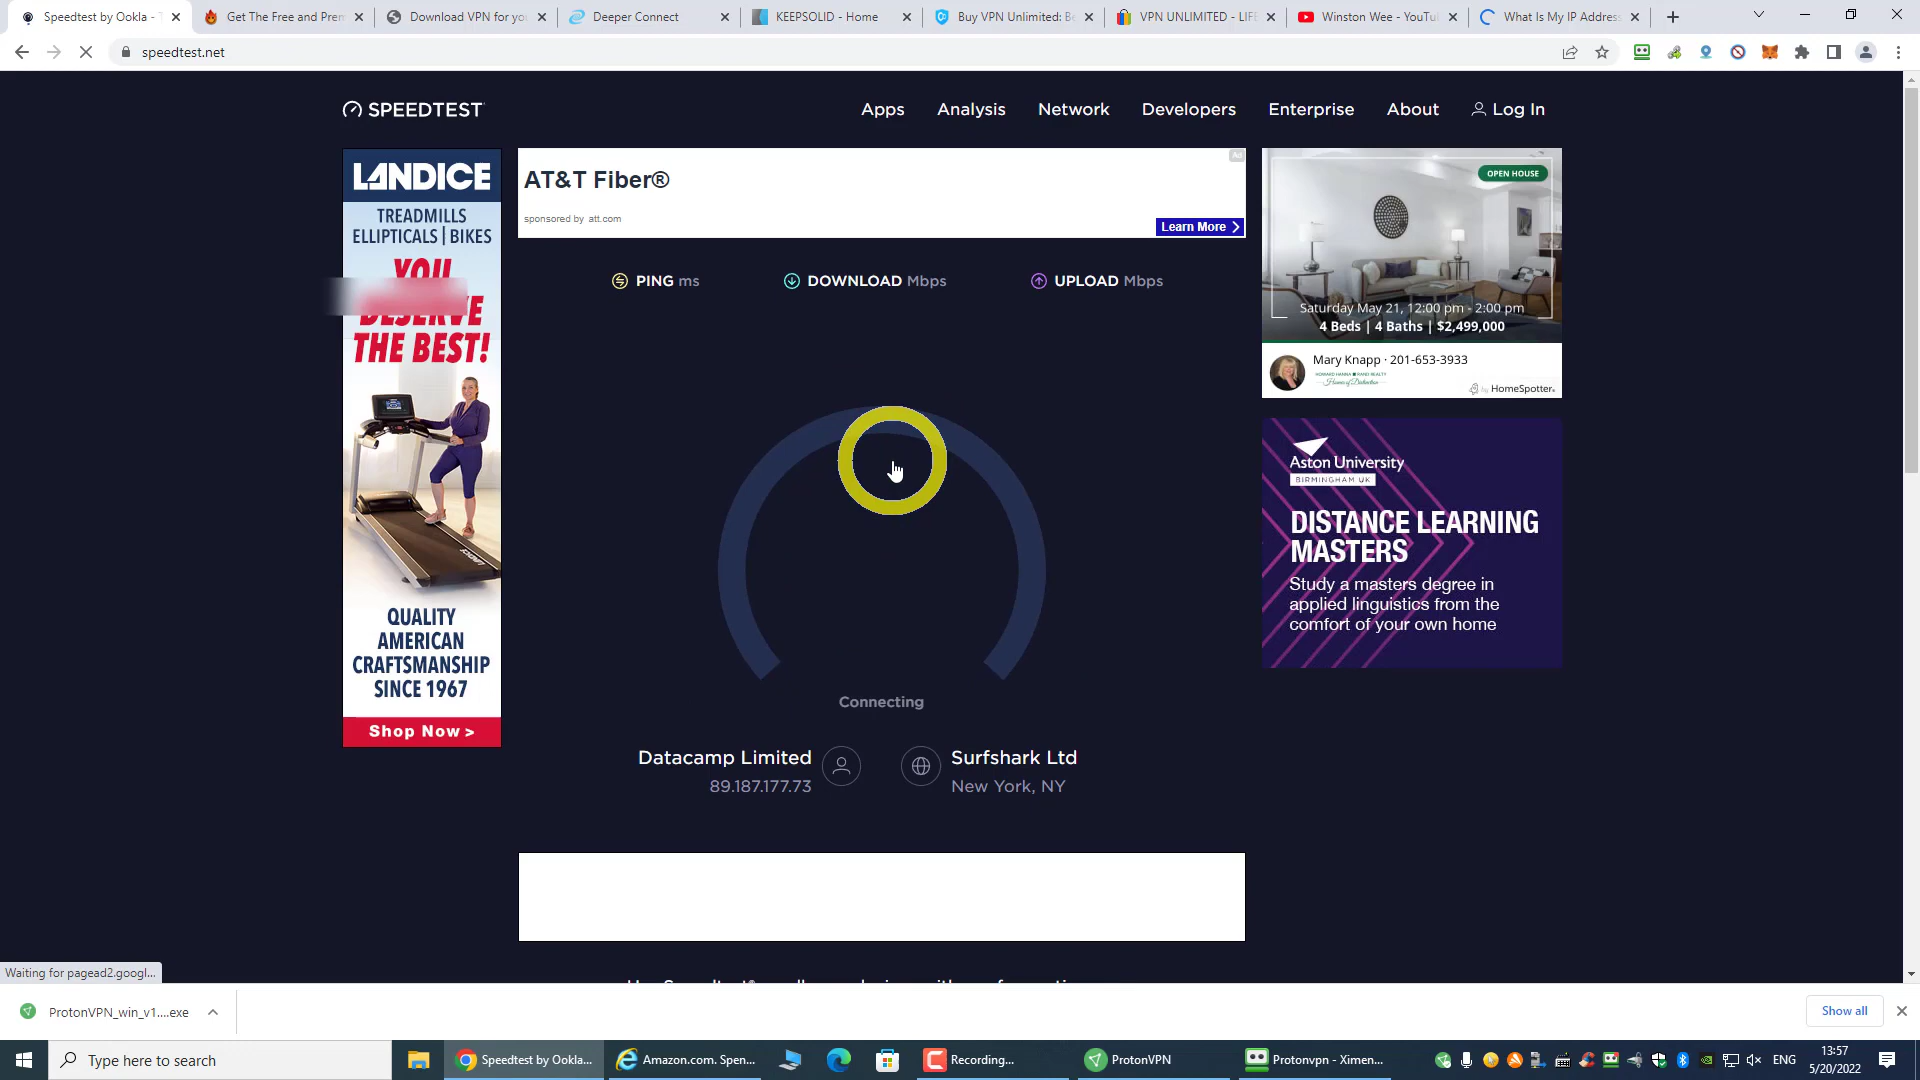 Speedtest by Ookla - T
Get The Free and Prem
Download VPN for you
Deeper Connect
KEEPSOLID - Home
Buy VPN Unlimited: Be
VPN UNLIMITED - LIFE
Winston Wee - YouTu
What Is My IP Addres
speedtest.net
SPEEDTEST
Apps
Analysis
Network
Developers
Enterprise
About
Log In
LANDICE
TREADMILLS
ELLIPTICALS | BIKES
YOU
DESERVE
THE BEST!
QUALITY
AMERICAN
CRAFTSMANSHIP
SINCE 1967
Shop Now >
Ad
AT&T Fiber®
sponsored by att.com
Learn More
PING ms
DOWNLOAD Mbps
UPLOAD Mbps
Connecting
Datacamp Limited
89.187.177.73
Surfshark Ltd
New York, NY
OPEN HOUSE
Saturday May 21, 12:00 pm - 2:00 pm
4 Beds | 4 Baths | $2,499,000
Mary Knapp · 201-653-3933
by HomeSpotter
Aston University
BIRMINGHAM UK
DISTANCE LEARNING
MASTERS
Study a masters degree in
applied linguistics from the
comfort of your own home
Waiting for pagead2.googl...
ProtonVPN_win_v1....exe
Show all
Type here to search
Speedtest by Ookla...
Amazon.com. Spen...
Recording...
ProtonVPN
Protonvpn - Ximen...
ENG
13:57
5/20/2022